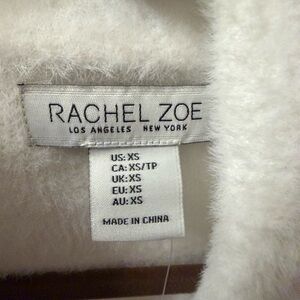 RACHEL ZOE
LOS ANGELES NEW YORK
US: XS
CA: XS/TP
UK: XS
EU: XS
AU: XS
MADE IN CHINA